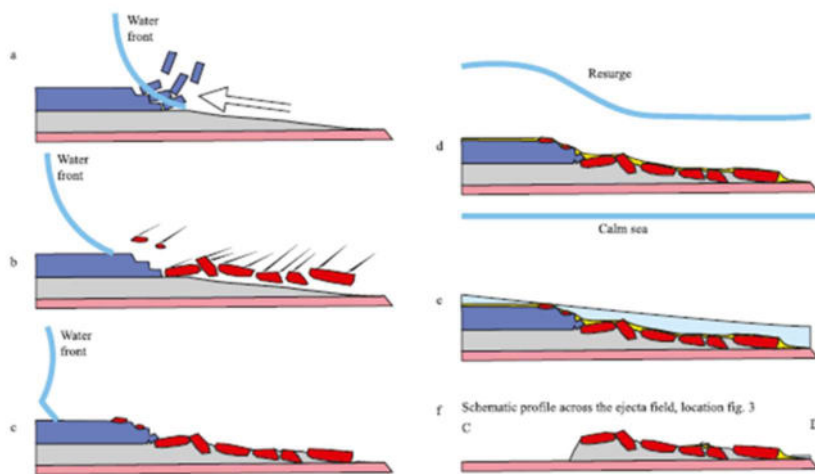 Water
front
a
Water
front
b
Water
front
c
Resurge
d
Calm sea
e
f
Schematic profile across the ejecta field, location fig. 3
C
D